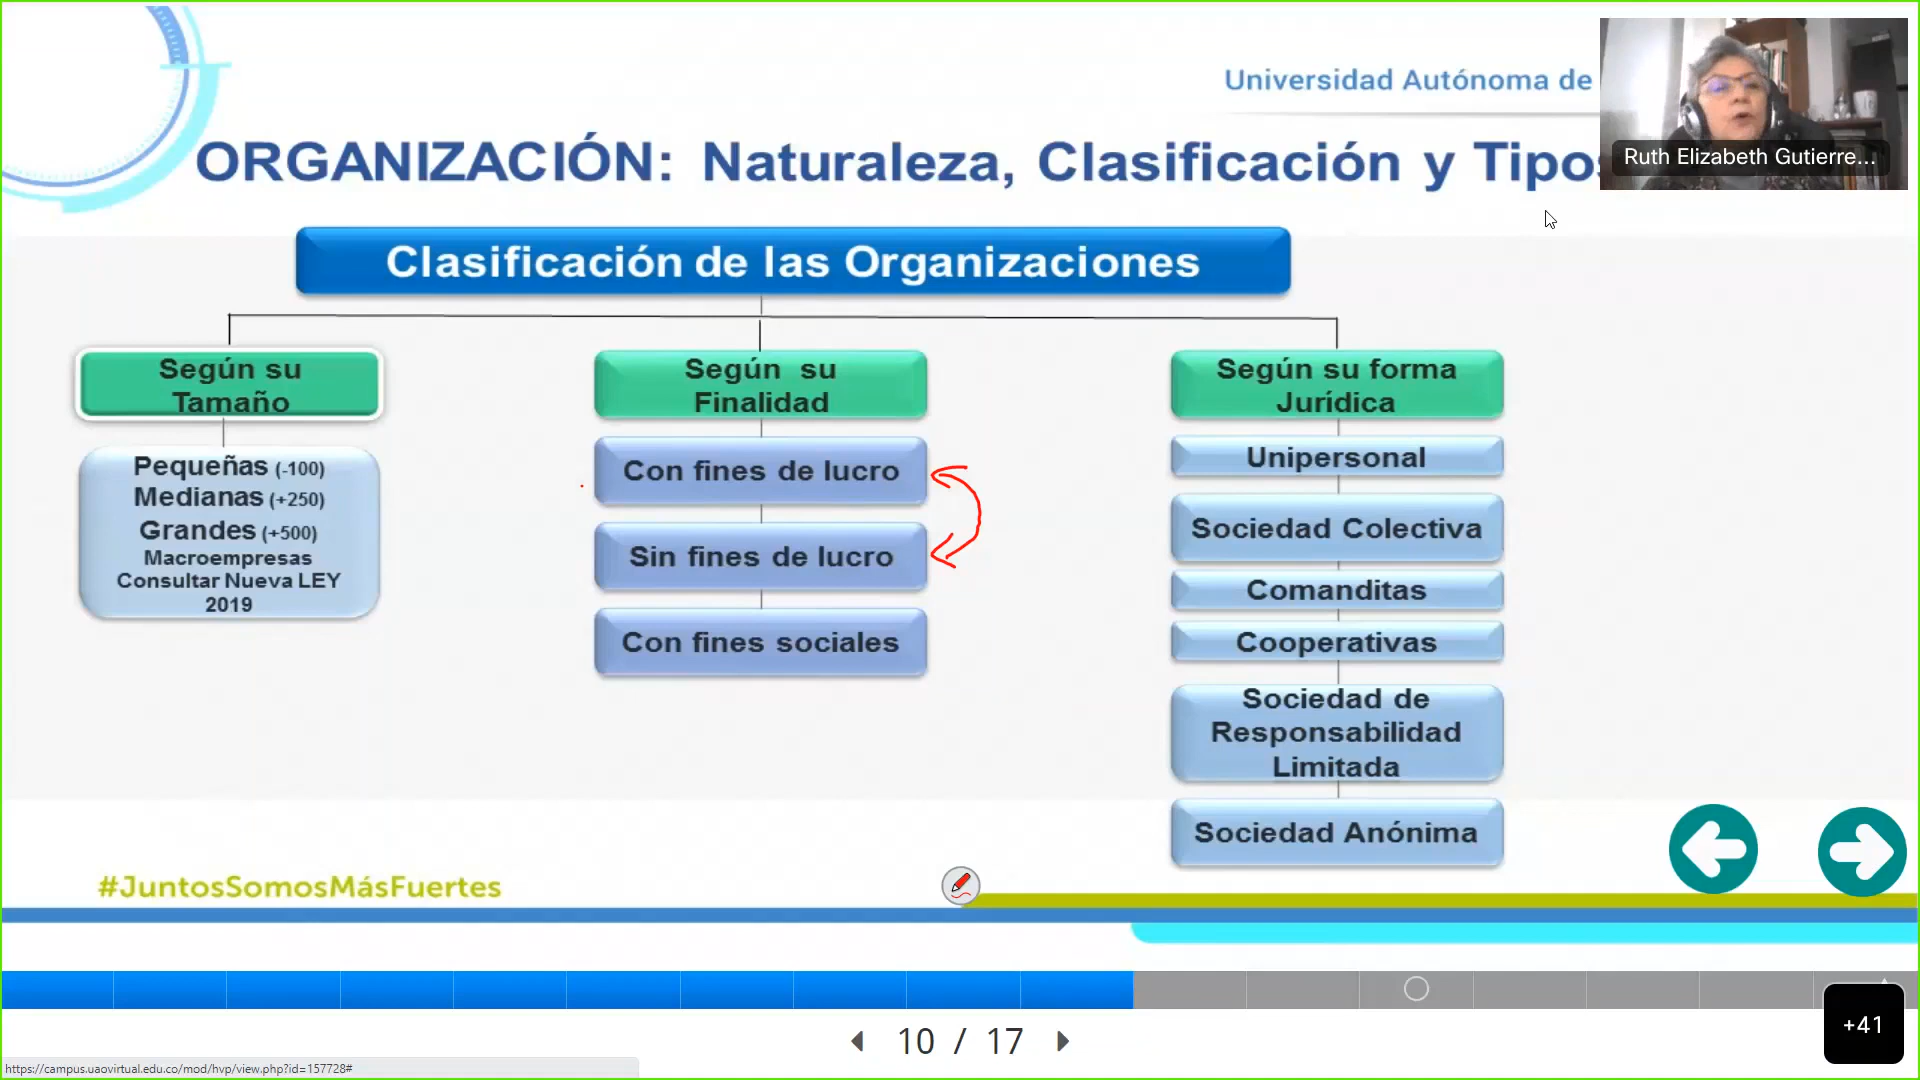 Universidad Autónoma de
Ruth Elizabeth Gutierre...
ORGANIZACIÓN: Naturaleza, Clasificación y Tipos
Clasificación de las Organizaciones
Según su
Tamaño
Pequeñas (-100)
Medianas (+250)
Grandes (+500)
Macroempresas
Consultar Nueva LEY
2019
Según su
Finalidad
Con fines de lucro
Sin fines de lucro
Con fines sociales
Según su forma
Jurídica
Unipersonal
Sociedad Colectiva
Comanditas
Cooperativas
Sociedad de
Responsabilidad
Limitada
Sociedad Anónima
#JuntosSomosMásFuertes
10 / 17
+41
https://campus.uaovirtual.edu.co/mod/hvp/view.php?id=157728#